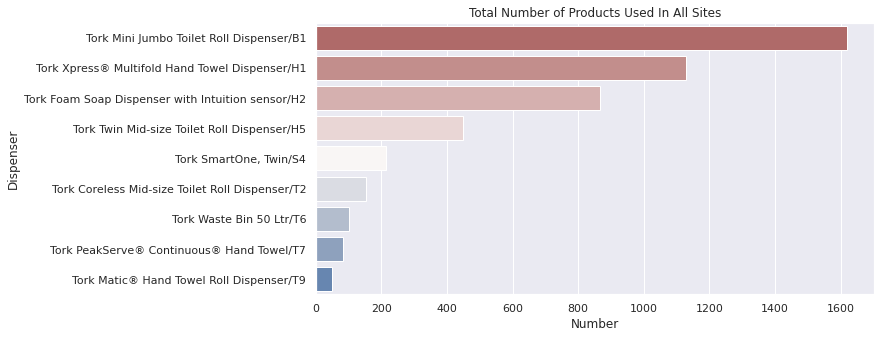 Total Number of Products Used In All Sites
Dispenser
Tork Mini Jumbo Toilet Roll Dispenser/B1
Tork Xpress® Multifold Hand Towel Dispenser/H1
Tork Foam Soap Dispenser with Intuition sensor/H2
Tork Twin Mid-size Toilet Roll Dispenser/H5
Tork SmartOne, Twin/S4
Tork Coreless Mid-size Toilet Roll Dispenser/T2
Tork Waste Bin 50 Ltr/T6
Tork PeakServe® Continuous® Hand Towel/T7
Tork Matic® Hand Towel Roll Dispenser/T9
0 200 400 600 800 1000 1200 1400 1600
Number